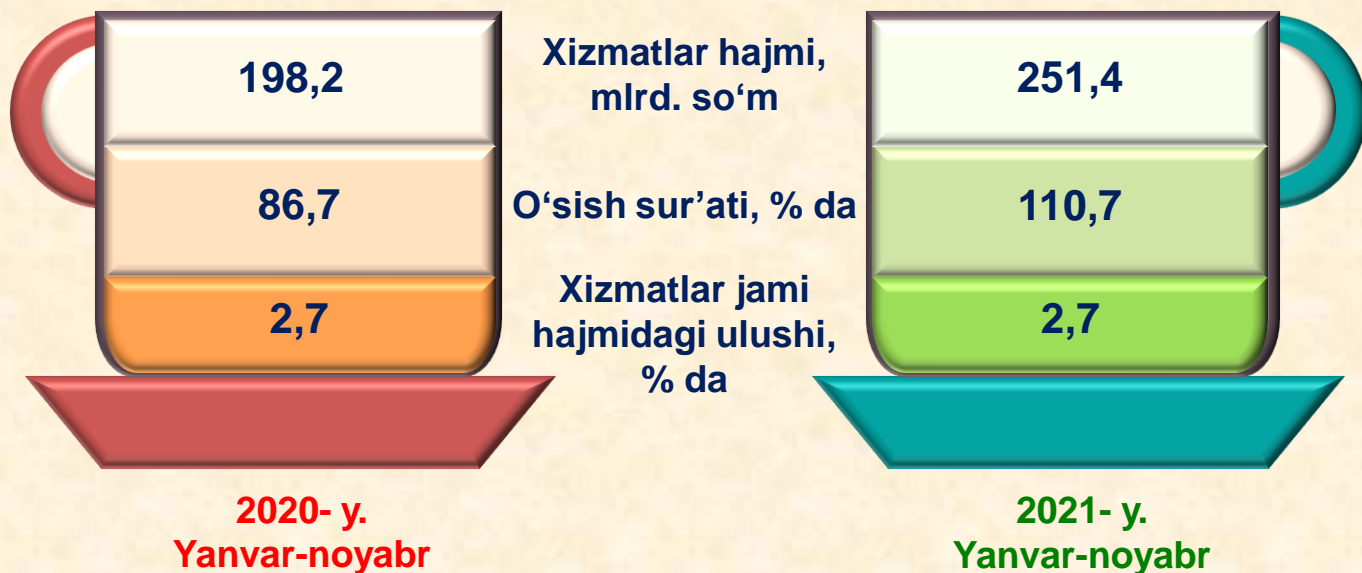 198,2
Xizmatlar hajmi,
mlrd. so‘m
251,4
86,7
O‘sish sur’ati, % da
110,7
2,7
Xizmatlar jami
hajmidagi ulushi,
% da
2,7
2020- y.
Yanvar-noyabr
2021- y.
Yanvar-noyabr